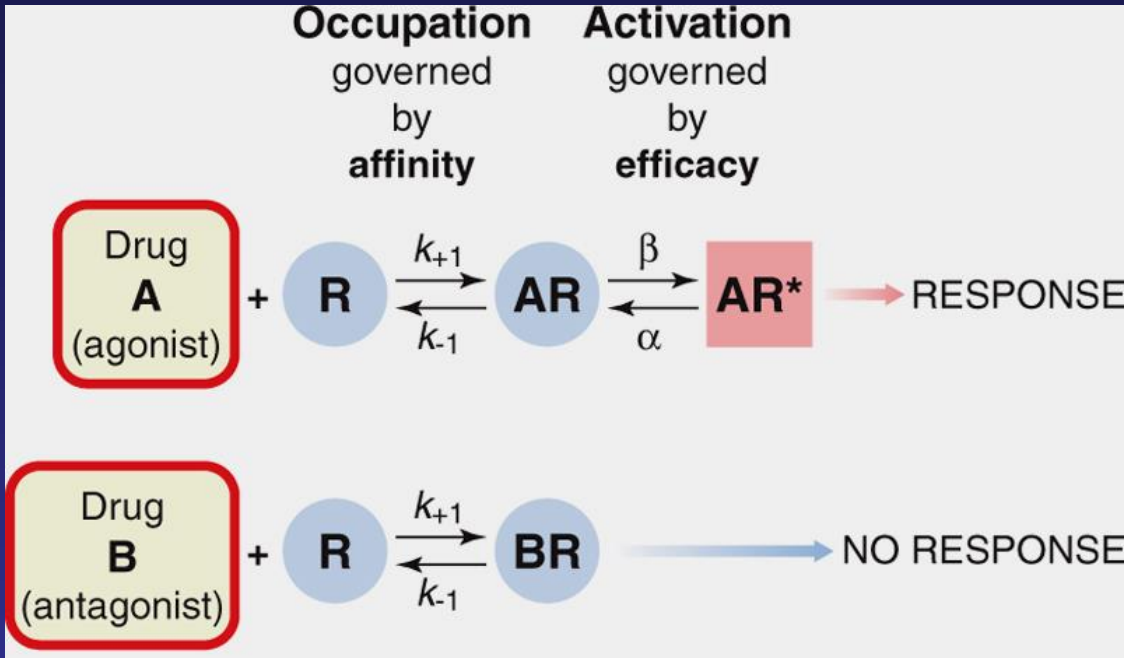 Occupation
governed
by
affinity
Activation
governed
by
efficacy
Drug
A
(agonist)
+
R
k+1
k-1
AR
β
α
AR*
RESPONSE
Drug
B
(antagonist)
+
R
k+1
k-1
BR
NO RESPONSE